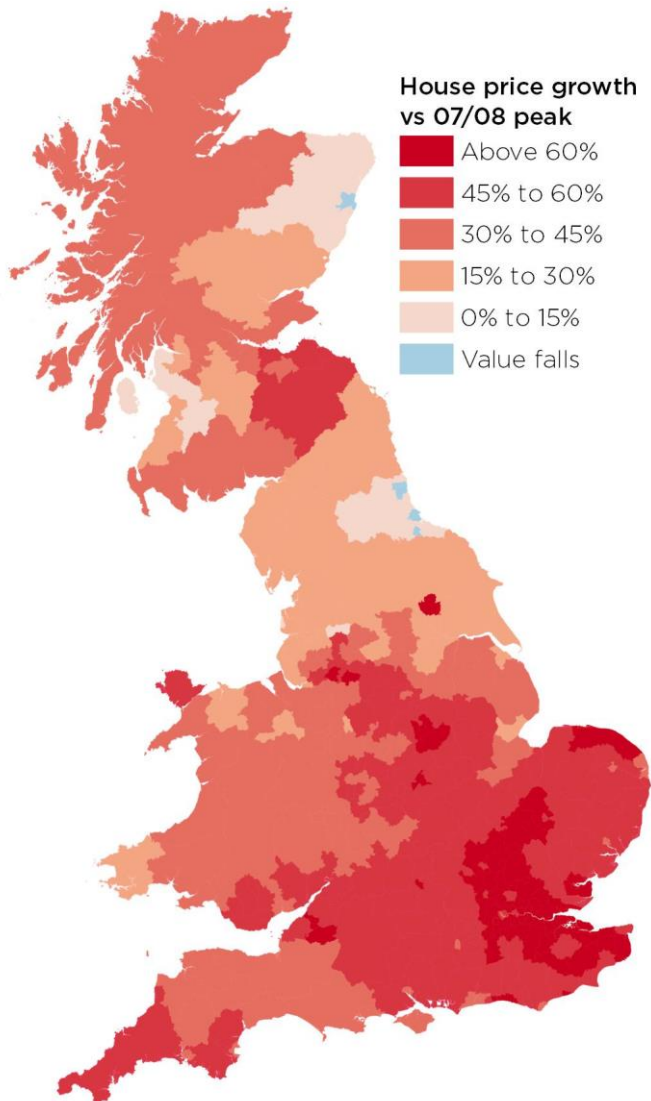 House price growth
vs 07/08 peak
Above 60%
45% to 60%
30% to 45%
15% to 30%
0% to 15%
Value falls